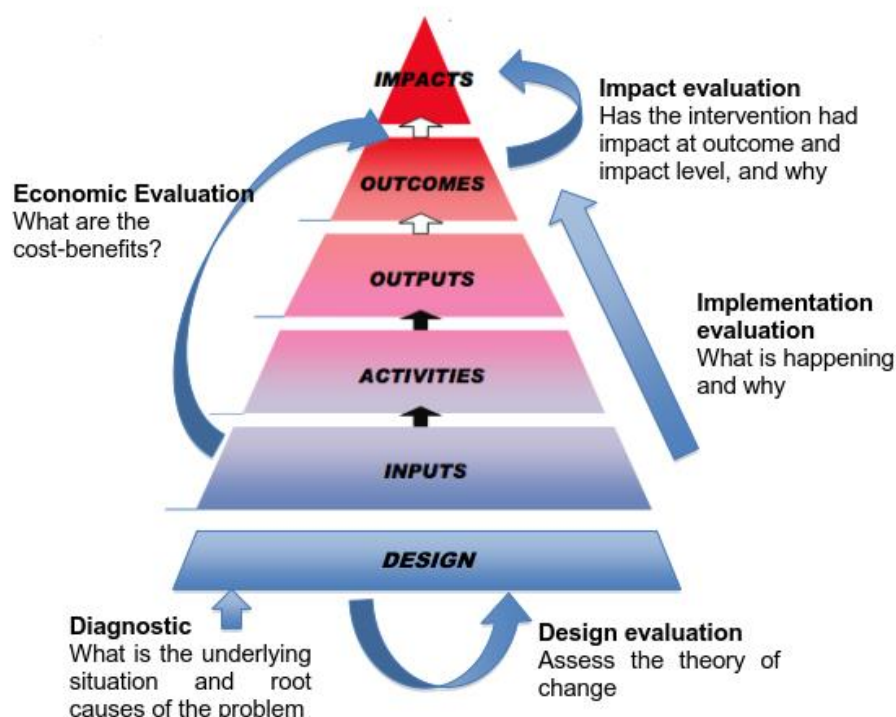 IMPACTS
Impact evaluation
Has the intervention had
impact at outcome and
impact level, and why
Economic Evaluation
What are the
cost-benefits?
OUTCOMES
OUTPUTS
Implementation
evaluation
What is happening
and why
ACTIVITIES
INPUTS
DESIGN
Diagnostic
What is the underlying
situation and root
causes of the problem
Design evaluation
Assess the theory of
change